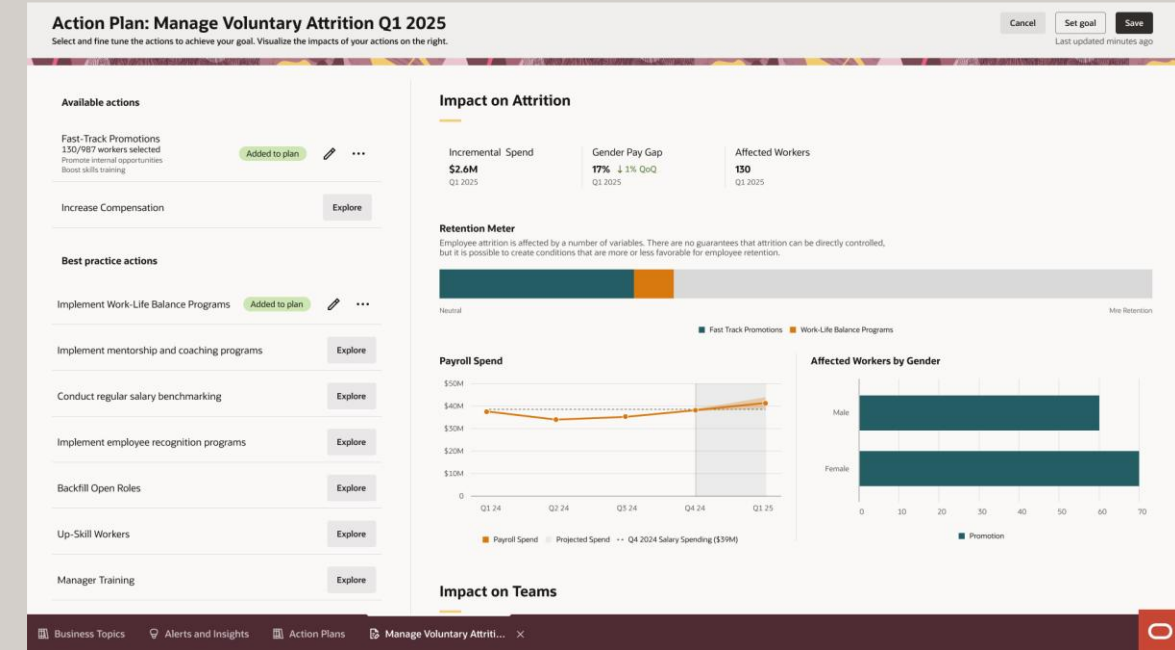 Action Plan: Manage Voluntary Attrition Q1 2025
Select and fine tune the actions to achieve your goal. Visualize the impacts of your actions on the right.
Cancel
Set goal
Save
Last updated minutes ago
Available actions
Fast-Track Promotions
130/987 workers selected
Promote internal opportunities
Boost skills training
Added to plan
Increase Compensation
Explore
Best practice actions
Implement Work-Life Balance Programs
Added to plan
Implement mentorship and coaching programs
Explore
Conduct regular salary benchmarking
Explore
Implement employee recognition programs
Explore
Backfill Open Roles
Explore
Up-Skill Workers
Explore
Manager Training
Explore
Impact on Attrition
Incremental Spend
$2.6M
Q1 2025
Gender Pay Gap
17% ↓ 1% QoQ
Q1 2025
Affected Workers
130
Q1 2025
Retention Meter
Employee attrition is affected by a number of variables. There are no guarantees that attrition can be directly controlled,
but it is possible to create conditions that are more or less favorable for employee retention.
Neutral
Mre Retention
Fast Track Promotions
Work-Life Balance Programs
Payroll Spend
$50M
$40M
$30M
$20M
$10M
0
Q1 24
Q2 24
Q3 24
Q4 24
Q1 25
Payroll Spend
Projected Spend
Q4 2024 Salary Spending ($39M)
Affected Workers by Gender
Male
Female
0
10
20
30
40
50
60
70
Promotion
Impact on Teams
Business Topics
Alerts and Insights
Action Plans
Manage Voluntary Attriti...